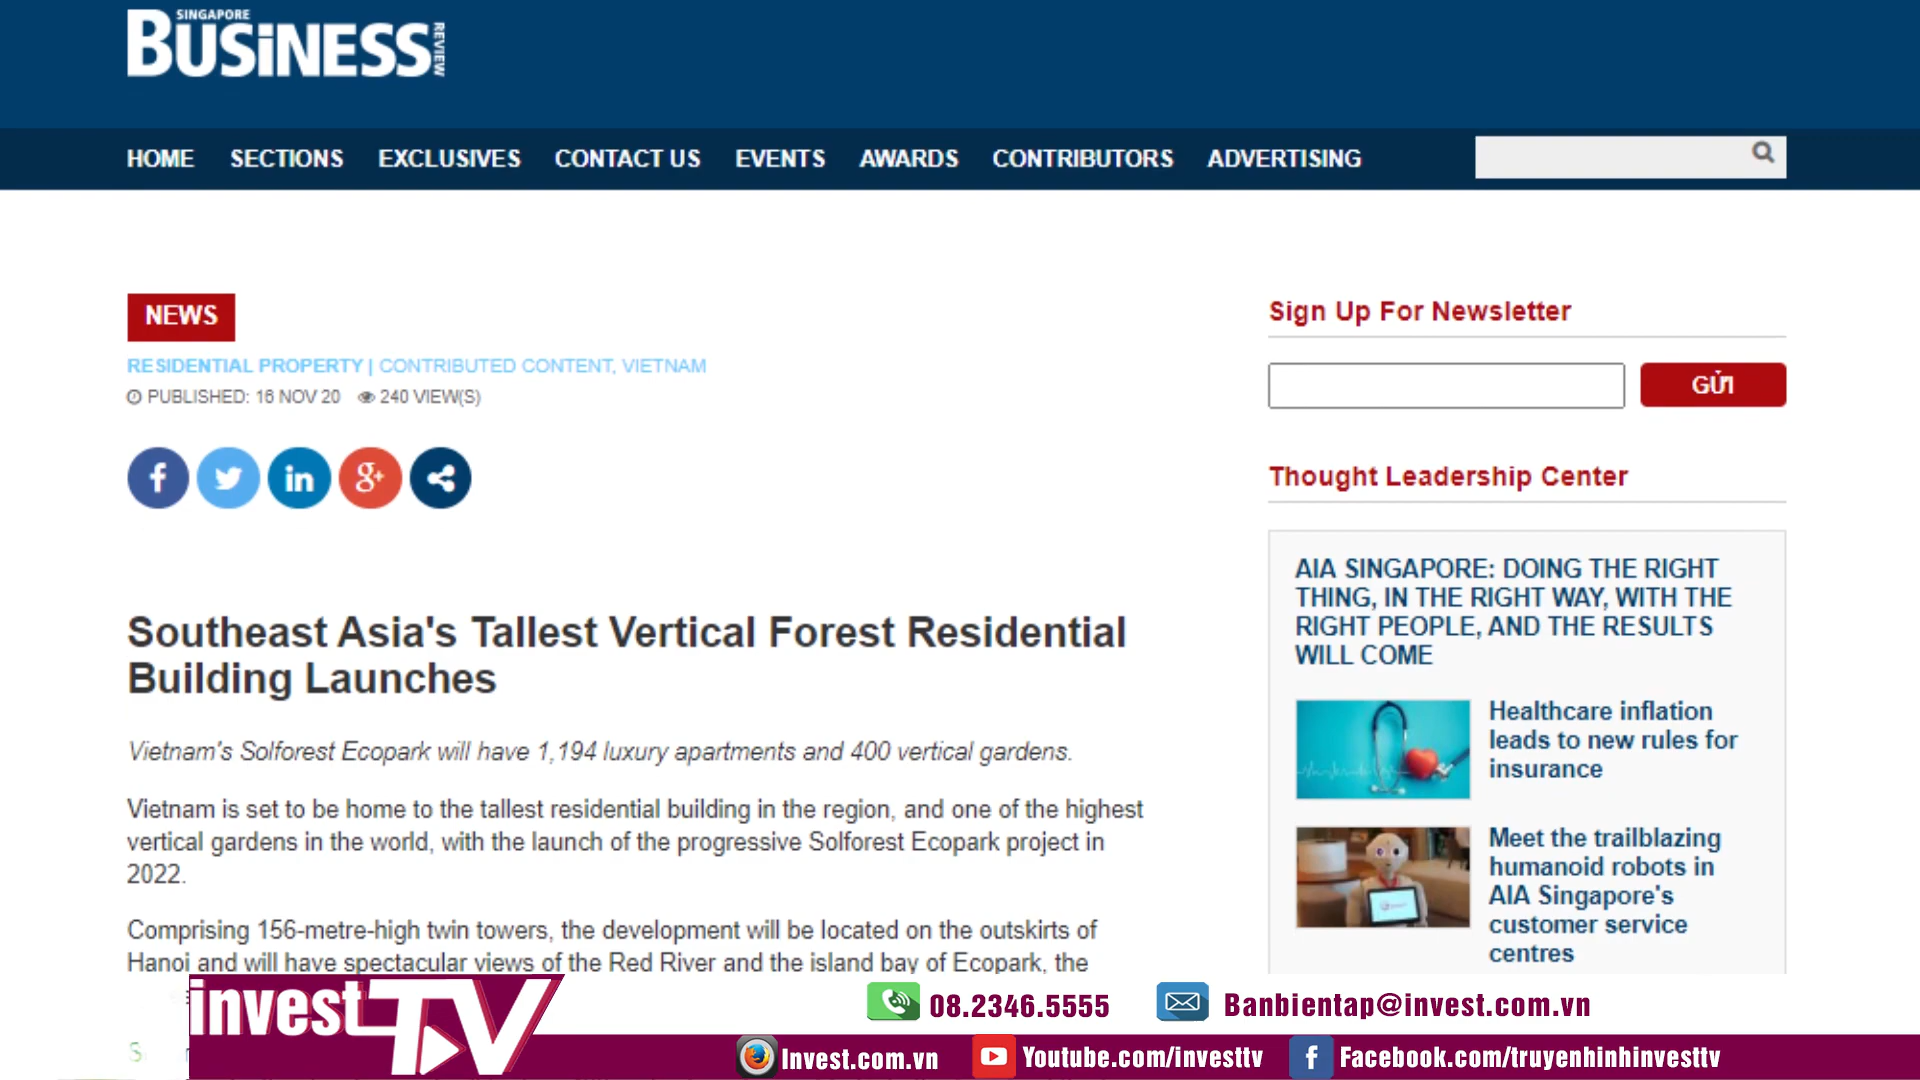 SINGAPORE
BUSiNESS
REVIEW
HOME SECTIONS EXCLUSIVES CONTACT US EVENTS AWARDS CONTRIBUTORS ADVERTISING
NEWS
RESIDENTIAL PROPERTY | CONTRIBUTED CONTENT, VIETNAM
PUBLISHED: 16 NOV 20 240 VIEW(S)
Southeast Asia's Tallest Vertical Forest Residential
Building Launches
Vietnam's Solforest Ecopark will have 1,194 luxury apartments and 400 vertical gardens.
Vietnam is set to be home to the tallest residential building in the region, and one of the highest
vertical gardens in the world, with the launch of the progressive Solforest Ecopark project in
2022.
Comprising 156-metre-high twin towers, the development will be located on the outskirts of
Hanoi and will have spectacular views of the Red River and the island bay of Ecopark, the
Sign Up For Newsletter
GỬI
Thought Leadership Center
AIA SINGAPORE: DOING THE RIGHT
THING, IN THE RIGHT WAY, WITH THE
RIGHT PEOPLE, AND THE RESULTS
WILL COME
Healthcare inflation
leads to new rules for
insurance
Meet the trailblazing
humanoid robots in
AIA Singapore's
customer service
centres
invest TV
08.2346.5555 Banbientap@invest.com.vn
Invest.com.vn Youtube.com/investtv Facebook.com/truyenhinhinvesttv